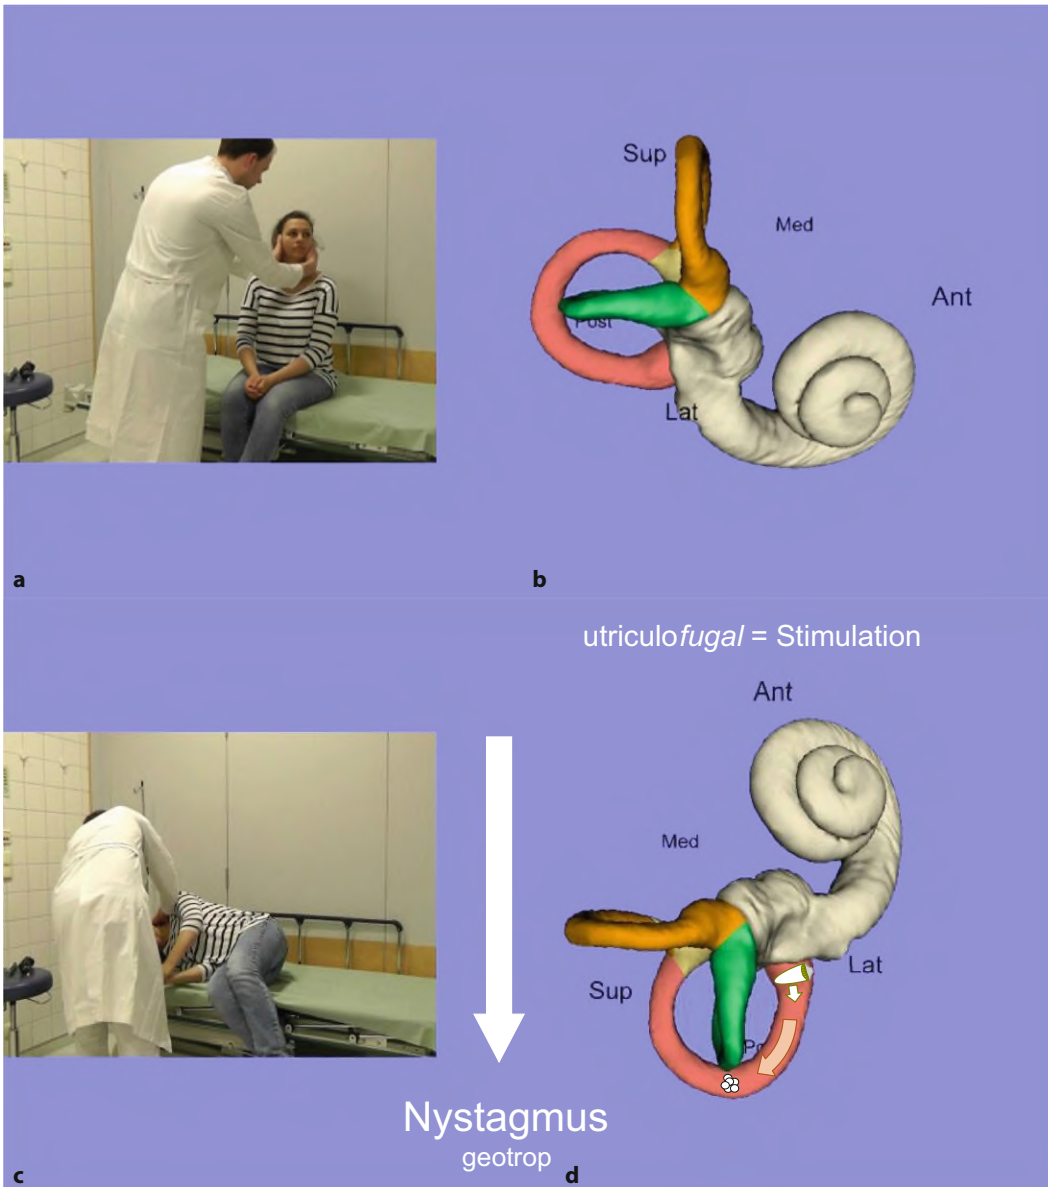 Sup
Med
Ant
Post
Lat
a
b
utriculofugal = Stimulation
Ant
Med
Lat
Sup
Nystagmus
geotrop
c
d